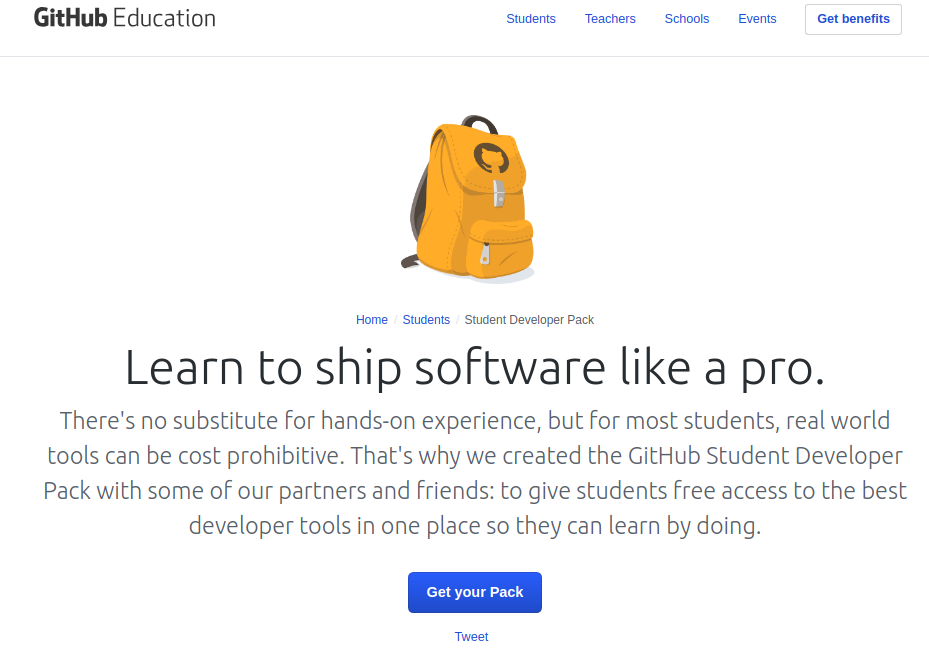 GitHub Education
Students Teachers Schools Events Get benefits
Home / Students / Student Developer Pack
Learn to ship software like a pro.
There's no substitute for hands-on experience, but for most students, real world
tools can be cost prohibitive. That's why we created the GitHub Student Developer
Pack with some of our partners and friends: to give students free access to the best
developer tools in one place so they can learn by doing.
Get your Pack
Tweet